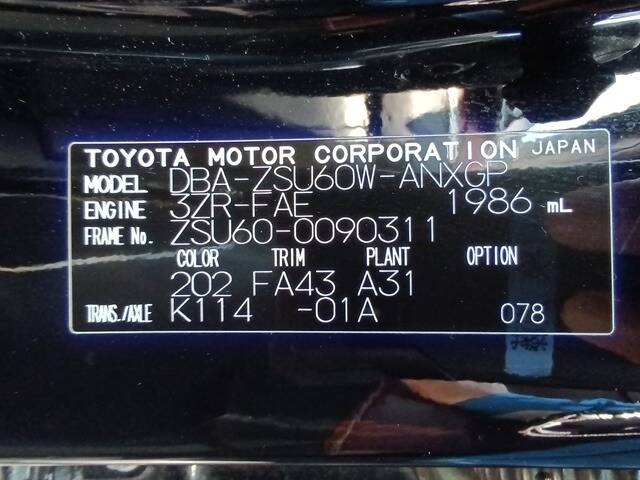 TOYOTA MOTOR CORPORATION JAPAN
MODEL DBA-ZSU60W-ANXGP
ENGINE 3ZR-FAE 1986 mL
FRAME No. ZSU60-0090311
COLOR TRIM PLANT OPTION
202 FA43 A31
TRANS./AXLE K114 -01A 078